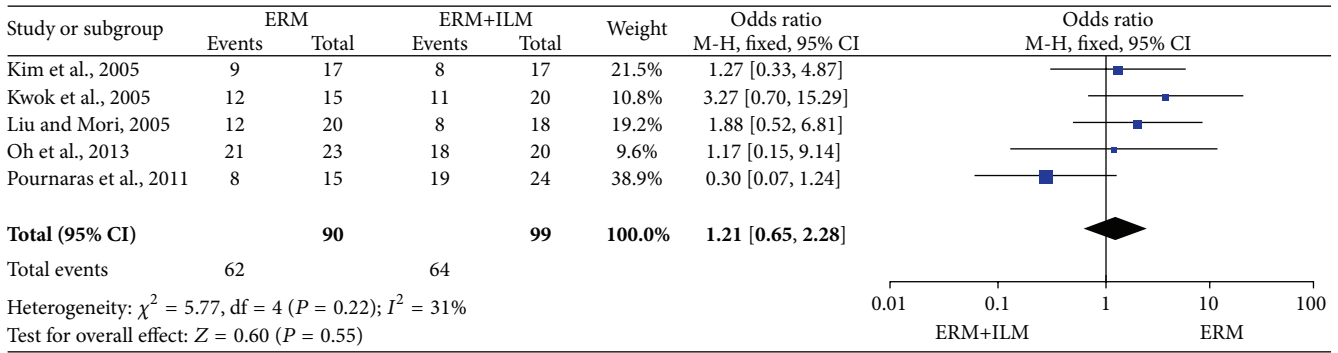 Study or subgroup ERM ERM+ILM Weight Odds ratio Odds ratio
Events Total Events Total M-H, fixed, 95% CI M-H, fixed, 95% CI
Kim et al., 2005 9 17 8 17 21.5% 1.27 [0.33, 4.87]
Kwok et al., 2005 12 15 11 20 10.8% 3.27 [0.70, 15.29]
Liu and Mori, 2005 12 20 8 18 19.2% 1.88 [0.52, 6.81]
Oh et al., 2013 21 23 18 20 9.6% 1.17 [0.15, 9.14]
Pournaras et al., 2011 8 15 19 24 38.9% 0.30 [0.07, 1.24]
Total (95% CI) 90 99 100.0% 1.21 [0.65, 2.28]
Total events 62 64
Heterogeneity: χ² = 5.77, df = 4 (P = 0.22); I² = 31%
Test for overall effect: Z = 0.60 (P = 0.55)
0.01 0.1 1 10 100
ERM+ILM ERM